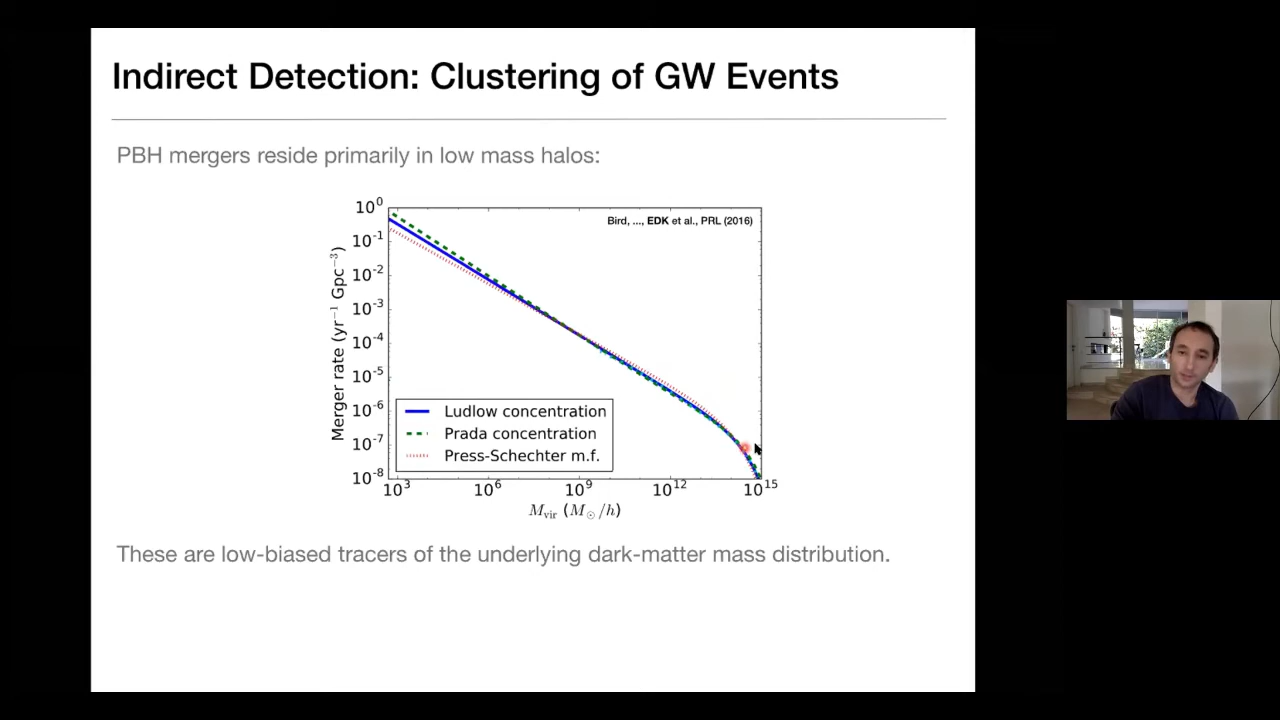 Indirect Detection: Clustering of GW Events
PBH mergers reside primarily in low mass halos:
Bird, ..., EDK et al., PRL (2016)
Merger rate (yr⁻¹ Gpc⁻³)
10⁰
10⁻¹
10⁻²
10⁻³
10⁻⁴
10⁻⁵
10⁻⁶
10⁻⁷
10⁻⁸
Ludlow concentration
Prada concentration
Press-Schechter m.f.
10³ 10⁶ 10⁹ 10¹² 10¹⁵
M_vir (M_⊙/h)
These are low-biased tracers of the underlying dark-matter mass distribution.